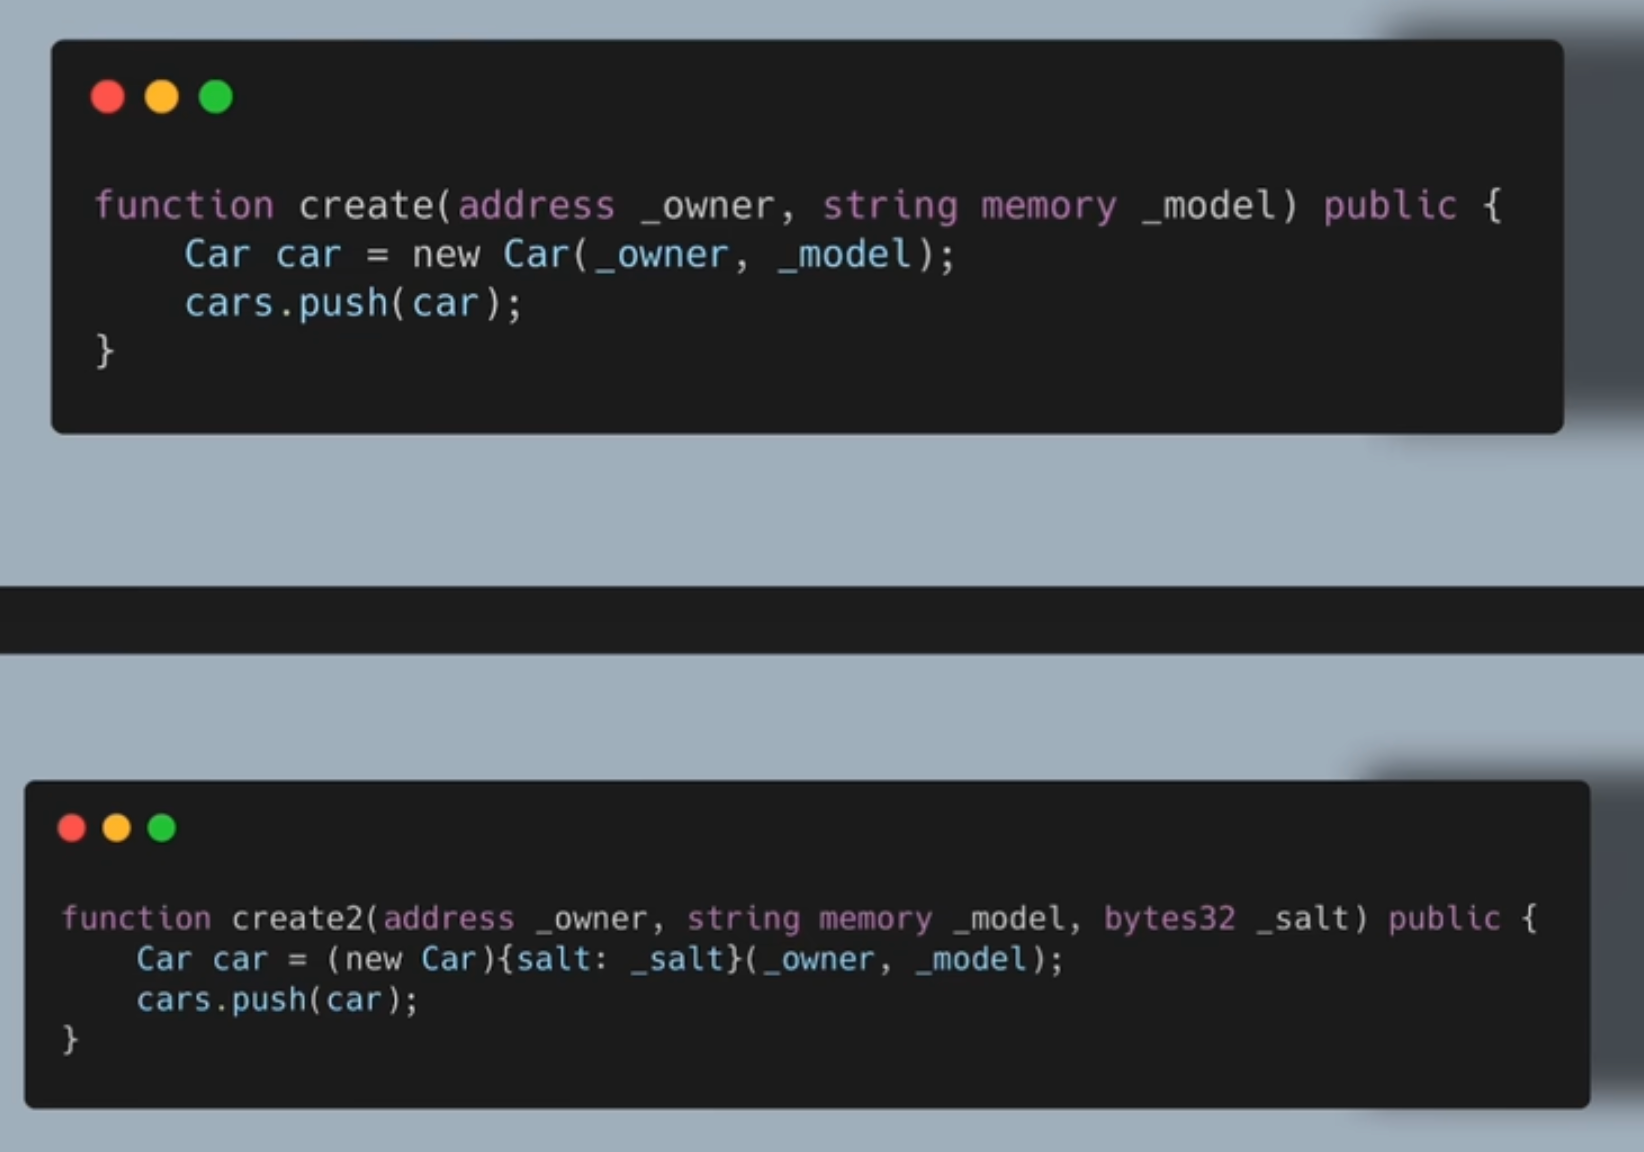 function create(address _owner, string memory _model) public {
    Car car = new Car(_owner, _model);
    cars.push(car);
}
function create2(address _owner, string memory _model, bytes32 _salt) public {
    Car car = (new Car){salt: _salt}(_owner, _model);
    cars.push(car);
}